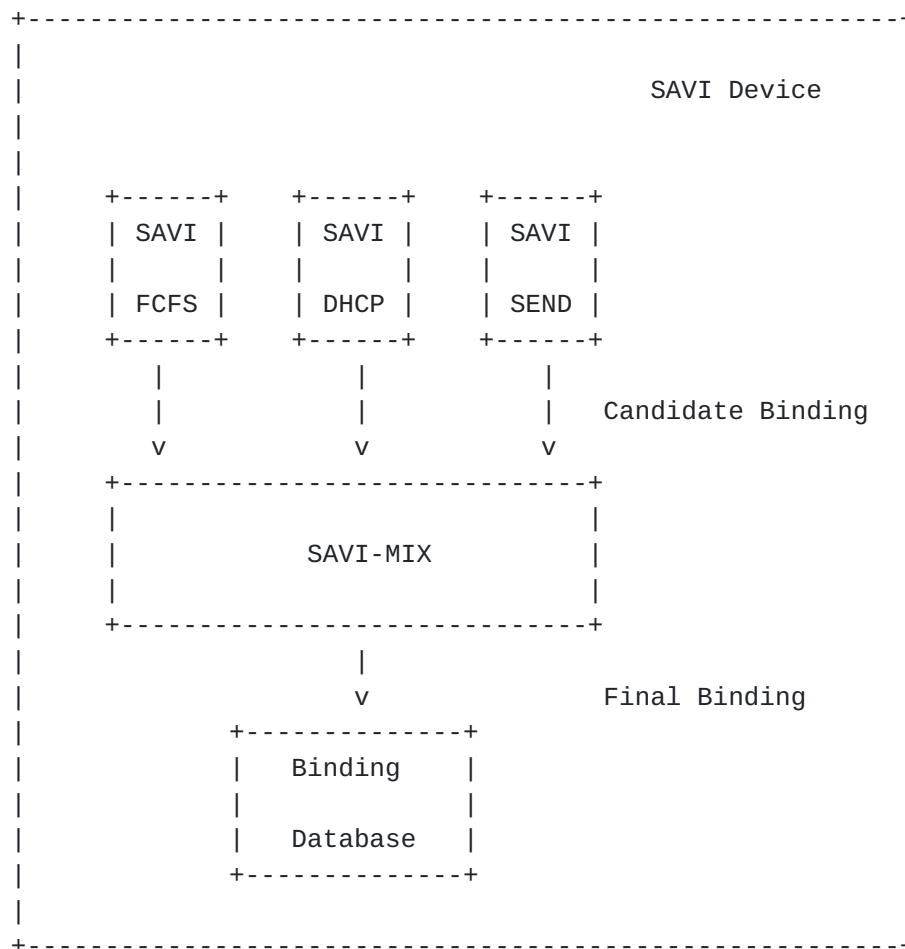 SAVI Device
SAVI SAVI SAVI
FCFS DHCP SEND
Candidate Binding
SAVI-MIX
Final Binding
Binding
Database